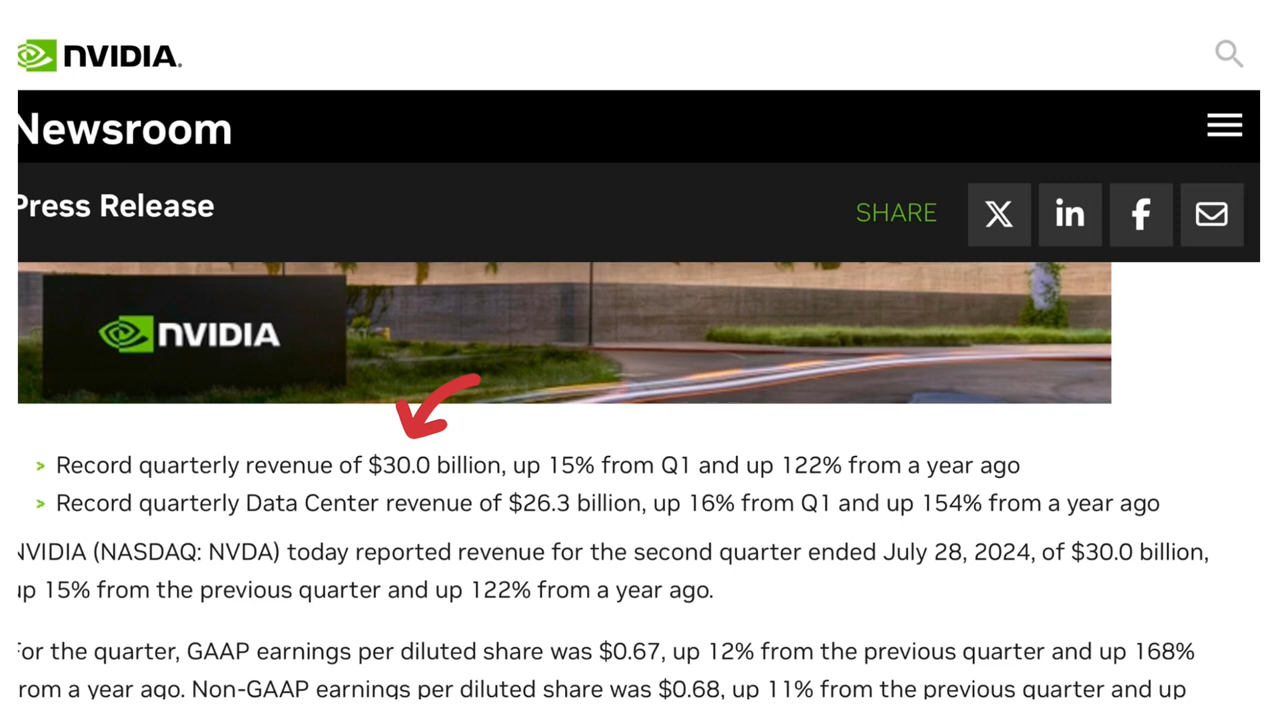 NVIDIA.
Newsroom
Press Release
SHARE
NVIDIA
> Record quarterly revenue of $30.0 billion, up 15% from Q1 and up 122% from a year ago
> Record quarterly Data Center revenue of $26.3 billion, up 16% from Q1 and up 154% from a year ago
NVIDIA (NASDAQ: NVDA) today reported revenue for the second quarter ended July 28, 2024, of $30.0 billion,
up 15% from the previous quarter and up 122% from a year ago.
For the quarter, GAAP earnings per diluted share was $0.67, up 12% from the previous quarter and up 168%
from a year ago. Non-GAAP earnings per diluted share was $0.68, up 11% from the previous quarter and up